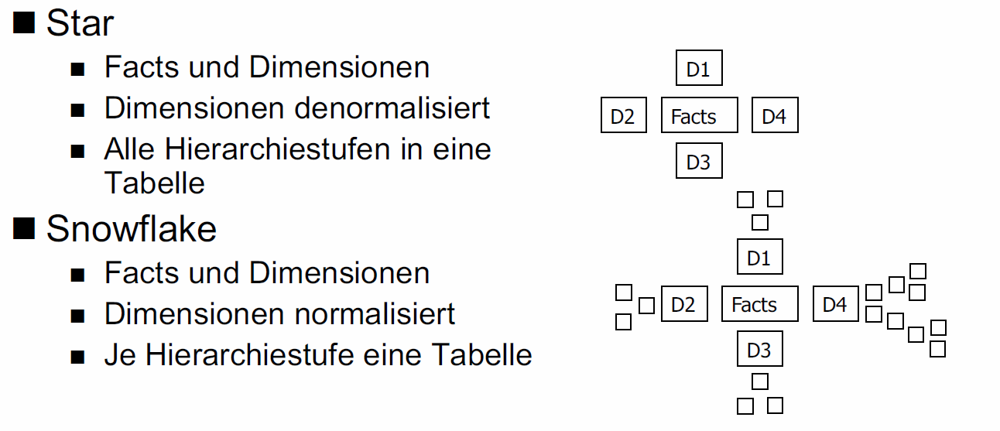 Star
Facts und Dimensionen
Dimensionen denormalisiert
Alle Hierarchiestufen in eine
Tabelle
D1
D2
Facts
D4
D3
Snowflake
Facts und Dimensionen
Dimensionen normalisiert
Je Hierarchiestufe eine Tabelle
D1
D2
Facts
D4
D3